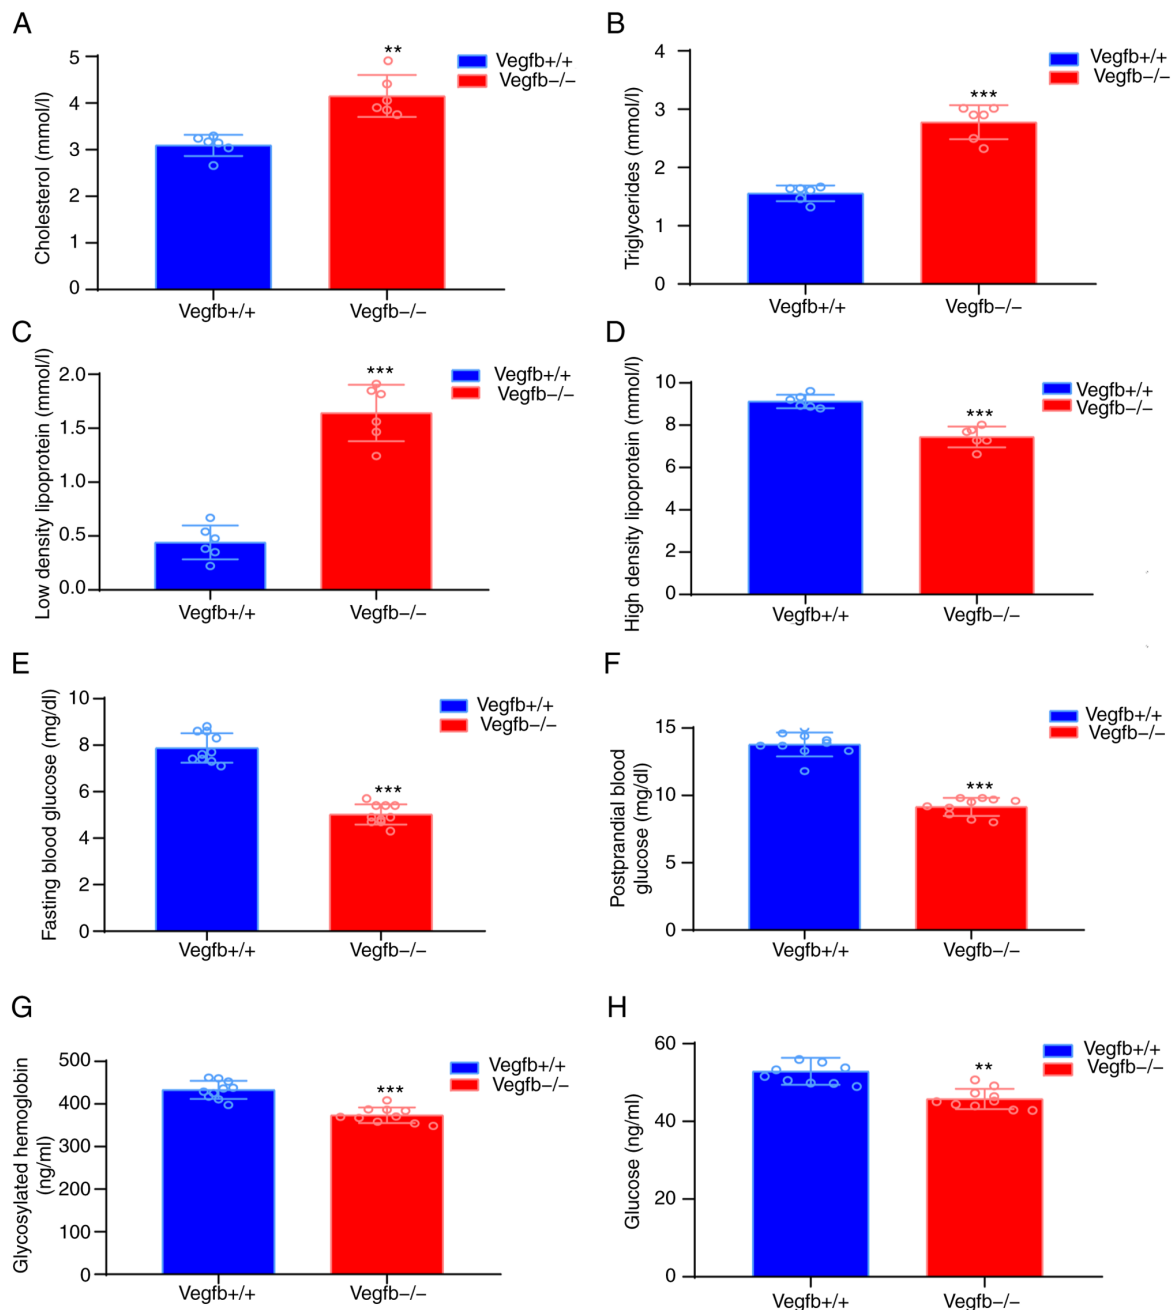 A
Cholesterol (mmol/l)
5
4
3
2
1
0
**
Vegfb+/+
Vegfb−/−
Vegfb+/+
Vegfb−/−
B
Triglycerides (mmol/l)
4
3
2
1
0
***
Vegfb+/+
Vegfb−/−
Vegfb+/+
Vegfb−/−
C
Low density lipoprotein (mmol/l)
2.0
1.5
1.0
0.5
0.0
***
Vegfb+/+
Vegfb−/−
Vegfb+/+
Vegfb−/−
D
High density lipoprotein (mmol/l)
10
8
6
4
2
0
***
Vegfb+/+
Vegfb−/−
Vegfb+/+
Vegfb−/−
E
Fasting blood glucose (mg/dl)
10
8
6
4
2
0
***
Vegfb+/+
Vegfb−/−
Vegfb+/+
Vegfb−/−
F
Postprandial blood
glucose (mg/dl)
15
10
5
0
***
Vegfb+/+
Vegfb−/−
Vegfb+/+
Vegfb−/−
G
Glycosylated hemoglobin
(ng/ml)
500
400
300
200
100
0
***
Vegfb+/+
Vegfb−/−
Vegfb+/+
Vegfb−/−
H
Glucose (ng/ml)
60
40
20
0
**
Vegfb+/+
Vegfb−/−
Vegfb+/+
Vegfb−/−